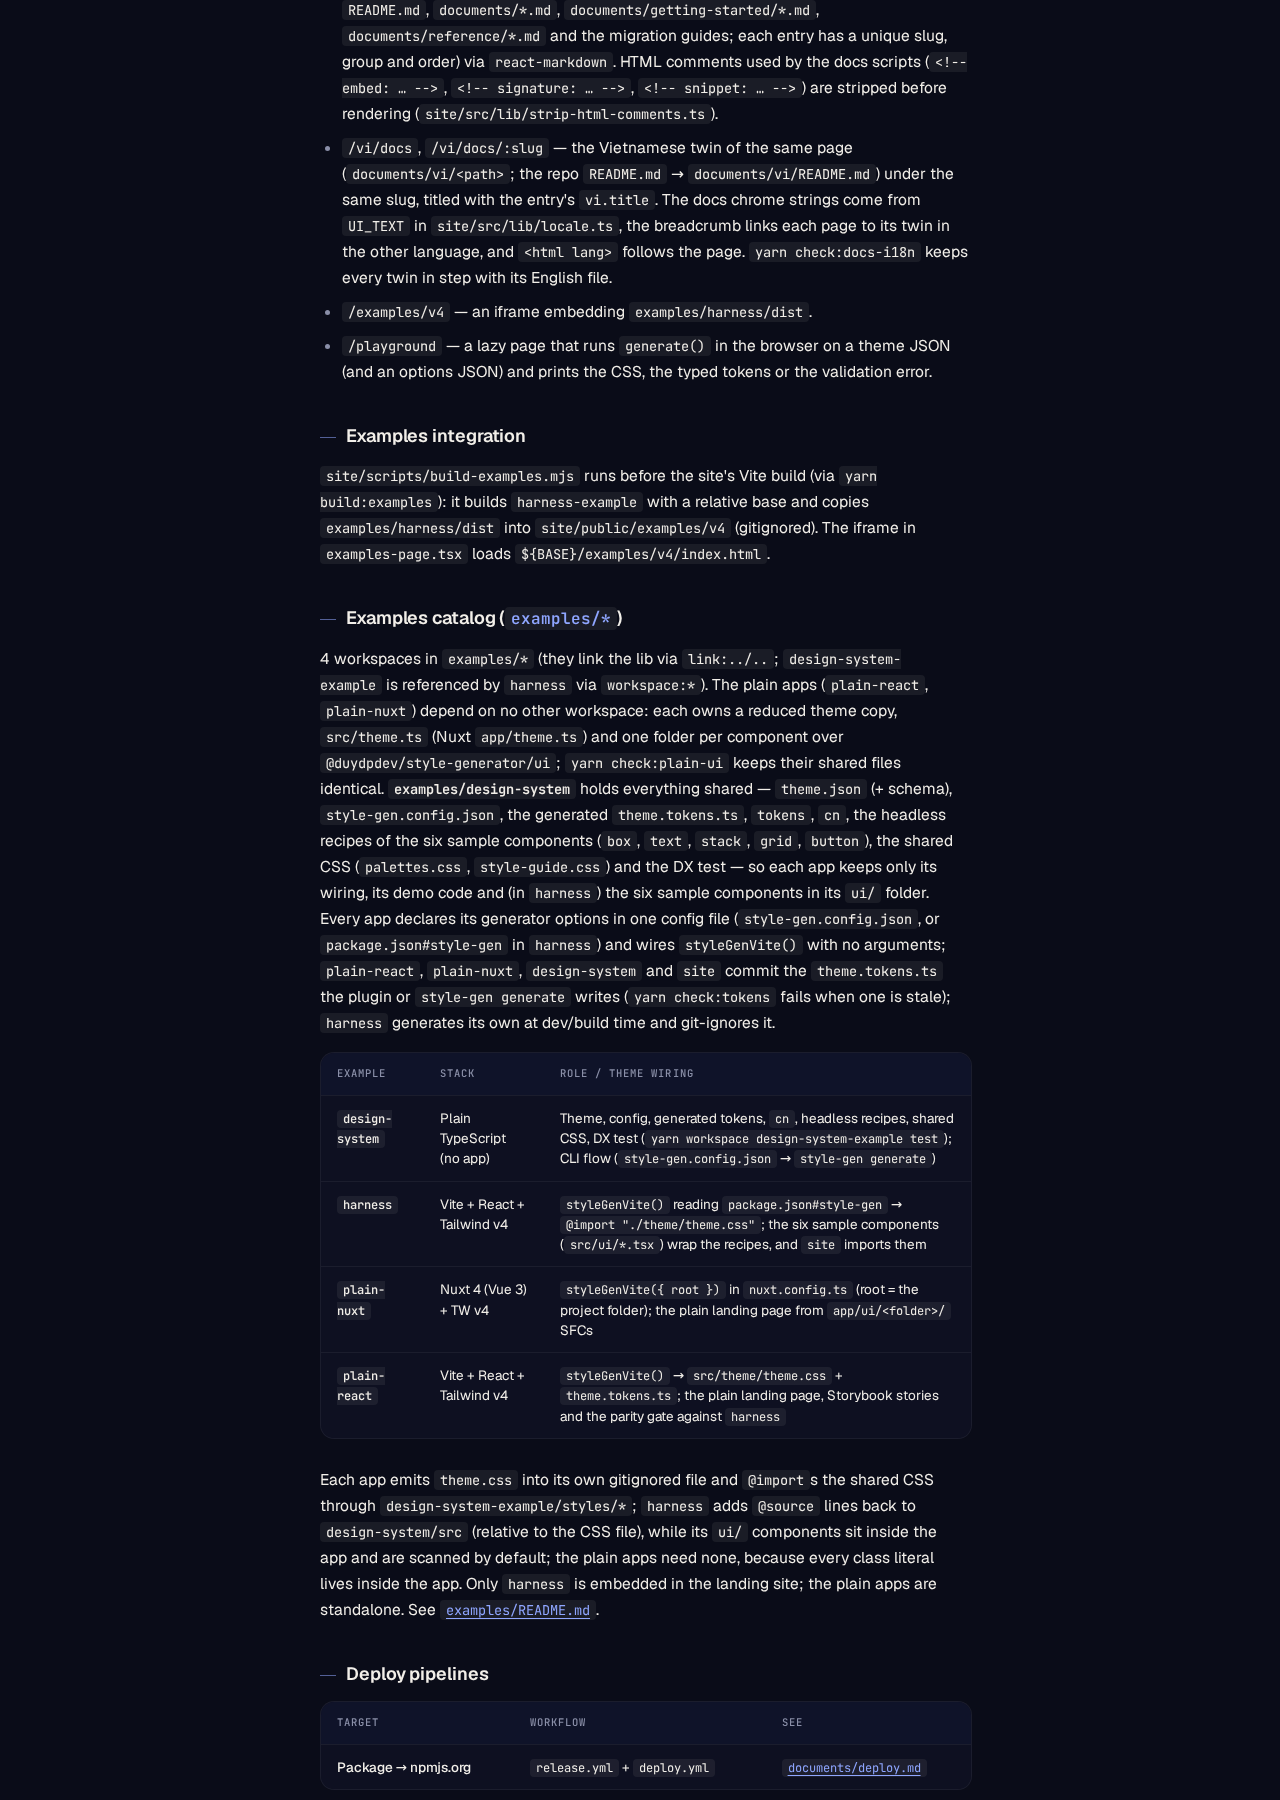 README.md, documents/*.md, documents/getting-started/*.md,
documents/reference/*.md and the migration guides; each entry has a unique slug,
group and order) via react-markdown. HTML comments used by the docs scripts (<!--
embed: … -->, <!-- signature: … -->, <!-- snippet: … -->) are stripped before
rendering (site/src/lib/strip-html-comments.ts).
/vi/docs, /vi/docs/:slug — the Vietnamese twin of the same page
(documents/vi/<path>; the repo README.md → documents/vi/README.md) under the
same slug, titled with the entry's vi.title. The docs chrome strings come from
UI_TEXT in site/src/lib/locale.ts, the breadcrumb links each page to its twin in
the other language, and <html lang> follows the page. yarn check:docs-i18n keeps
every twin in step with its English file.
/examples/v4 — an iframe embedding examples/harness/dist.
/playground — a lazy page that runs generate() in the browser on a theme JSON
(and an options JSON) and prints the CSS, the typed tokens or the validation error.
— Examples integration
site/scripts/build-examples.mjs runs before the site's Vite build (via yarn
build:examples): it builds harness-example with a relative base and copies
examples/harness/dist into site/public/examples/v4 (gitignored). The iframe in
examples-page.tsx loads ${BASE}/examples/v4/index.html.
— Examples catalog (examples/*)
4 workspaces in examples/* (they link the lib via link:../..; design-system-
example is referenced by harness via workspace:*). The plain apps (plain-react,
plain-nuxt) depend on no other workspace: each owns a reduced theme copy,
src/theme.ts (Nuxt app/theme.ts) and one folder per component over
@duydpdev/style-generator/ui; yarn check:plain-ui keeps their shared files
identical. examples/design-system holds everything shared — theme.json (+ schema),
style-gen.config.json, the generated theme.tokens.ts, tokens, cn, the headless
recipes of the six sample components (box, text, stack, grid, button), the shared
CSS (palettes.css, style-guide.css) and the DX test — so each app keeps only its
wiring, its demo code and (in harness) the six sample components in its ui/ folder.
Every app declares its generator options in one config file (style-gen.config.json, or
package.json#style-gen in harness) and wires styleGenVite() with no arguments;
plain-react, plain-nuxt, design-system and site commit the theme.tokens.ts
the plugin or style-gen generate writes (yarn check:tokens fails when one is stale);
harness generates its own at dev/build time and git-ignores it.
EXAMPLE STACK ROLE / THEME WIRING
design- Plain Theme, config, generated tokens, cn, headless recipes, shared
system TypeScript CSS, DX test (yarn workspace design-system-example test);
(no app) CLI flow (style-gen.config.json → style-gen generate)
harness Vite + React + styleGenVite() reading package.json#style-gen →
Tailwind v4 @import "./theme/theme.css"; the six sample components
(src/ui/*.tsx) wrap the recipes, and site imports them
plain- Nuxt 4 (Vue 3) styleGenVite({ root }) in nuxt.config.ts (root = the
nuxt + TW v4 project folder); the plain landing page from app/ui/<folder>/
SFCs
plain- Vite + React + styleGenVite() → src/theme/theme.css +
react Tailwind v4 theme.tokens.ts; the plain landing page, Storybook stories
and the parity gate against harness
Each app emits theme.css into its own gitignored file and @imports the shared CSS
through design-system-example/styles/*; harness adds @source lines back to
design-system/src (relative to the CSS file), while its ui/ components sit inside the
app and are scanned by default; the plain apps need none, because every class literal
lives inside the app. Only harness is embedded in the landing site; the plain apps are
standalone. See examples/README.md.
— Deploy pipelines
TARGET WORKFLOW SEE
Package → npmjs.org release.yml + deploy.yml documents/deploy.md